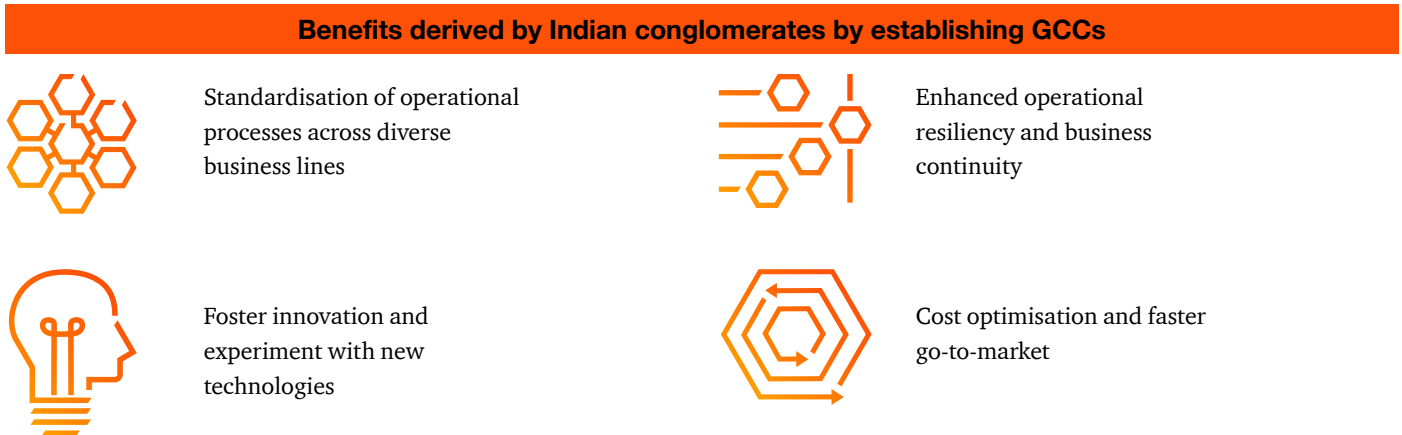 Benefits derived by Indian conglomerates by establishing GCCs
Standardisation of operational
processes across diverse
business lines
Enhanced operational
resiliency and business
continuity
Foster innovation and
experiment with new
technologies
Cost optimisation and faster
go-to-market